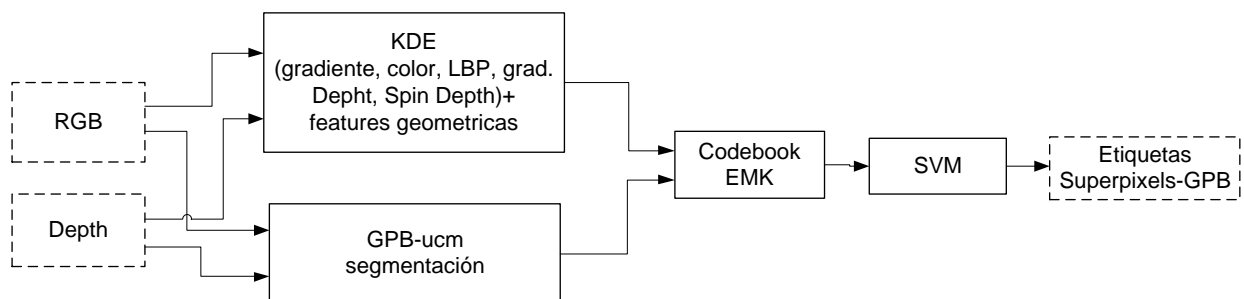 RGB
Depth
KDE
(gradiente, color, LBP, grad.
Depht, Spin Depth)+
features geometricas
GPB-ucm
segmentación
Codebook
EMK
SVM
Etiquetas
Superpixels-GPB